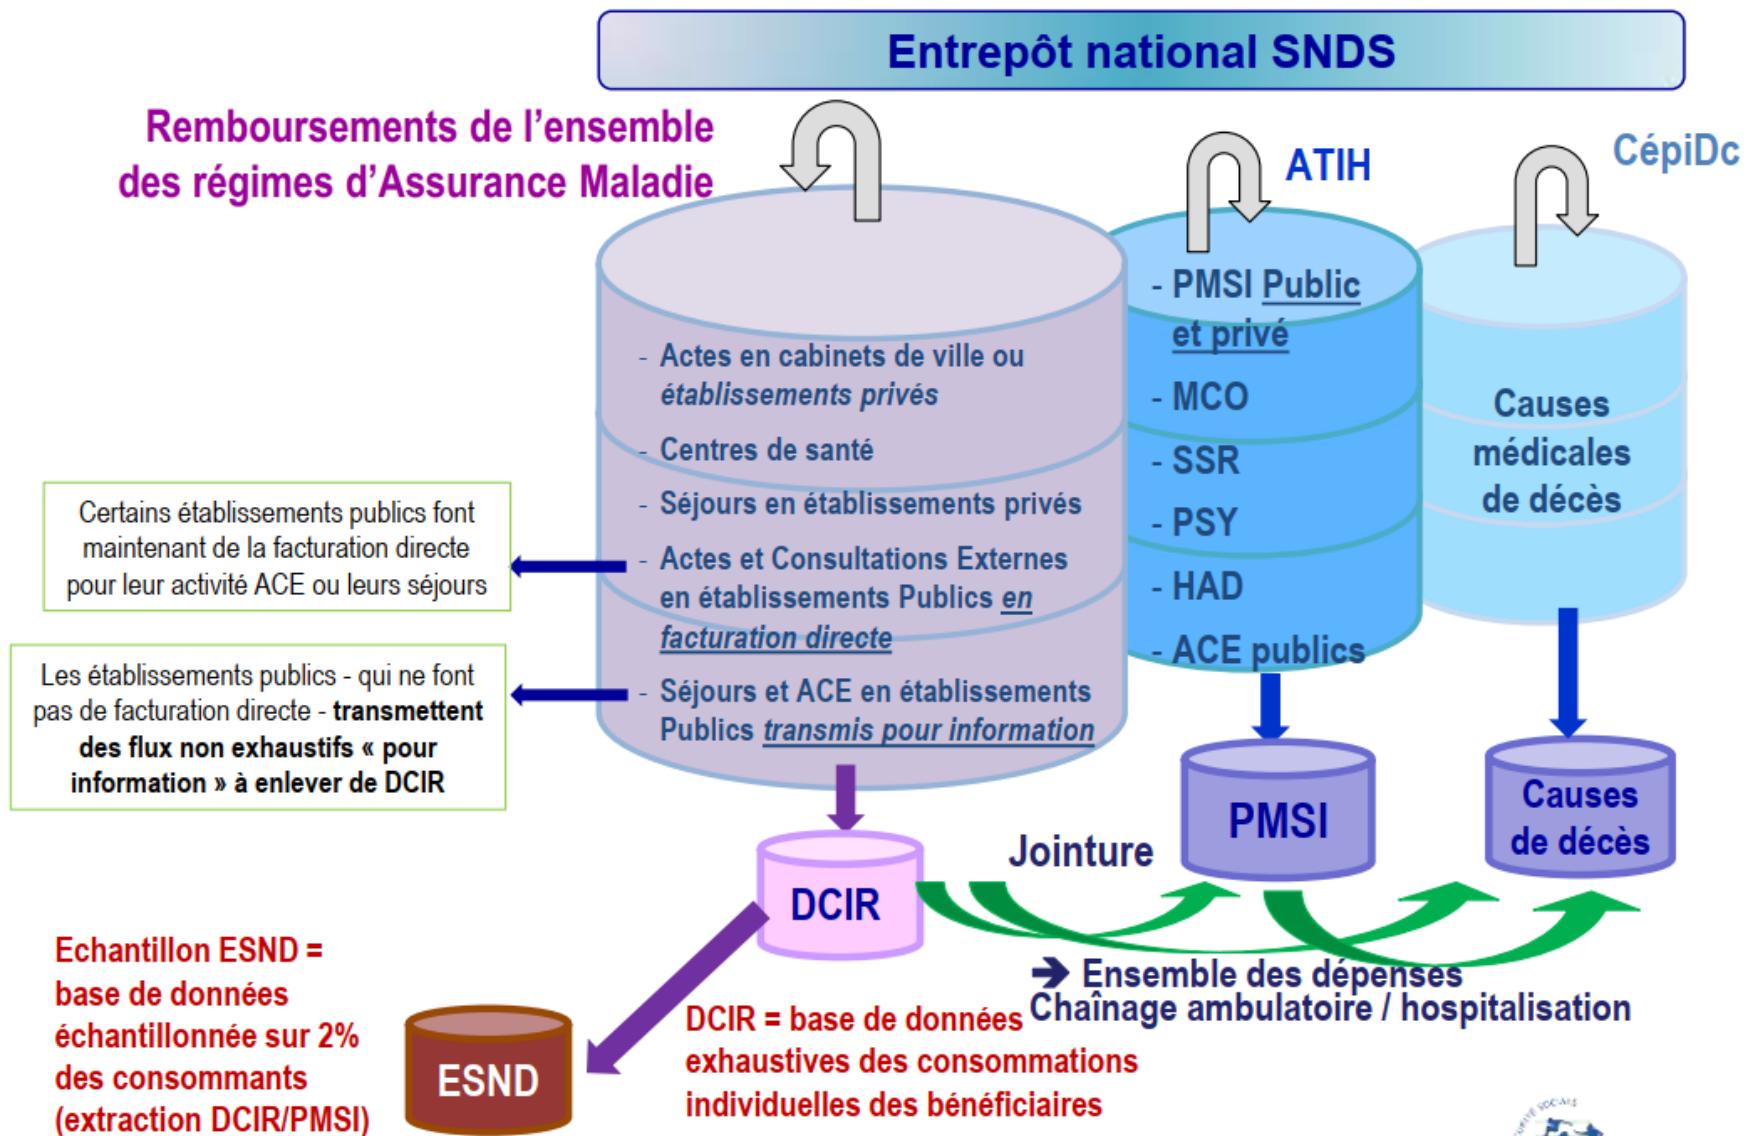 Entrepôt national SNDS
Remboursements de l'ensemble
des régimes d'Assurance Maladie
ATIH
CépiDc
- Actes en cabinets de ville ou
établissements privés
- Centres de santé
- Séjours en établissements privés
- Actes et Consultations Externes
en établissements Publics en
facturation directe
- Séjours et ACE en établissements
Publics transmis pour information
- PMSI Public
et privé
- MCO
- SSR
- PSY
- HAD
- ACE publics
Causes
médicales
de décès
Certains établissements publics font
maintenant de la facturation directe
pour leur activité ACE ou leurs séjours
Les établissements publics - qui ne font
pas de facturation directe - transmettent
des flux non exhaustifs « pour
information » à enlever de DCIR
DCIR
Jointure
PMSI
Causes
de décès
➔ Ensemble des dépenses
Chaînage ambulatoire / hospitalisation
Echantillon ESND =
base de données
échantillonnée sur 2%
des consommants
(extraction DCIR/PMSI)
ESND
DCIR = base de données
exhaustives des consommations
individuelles des bénéficiaires